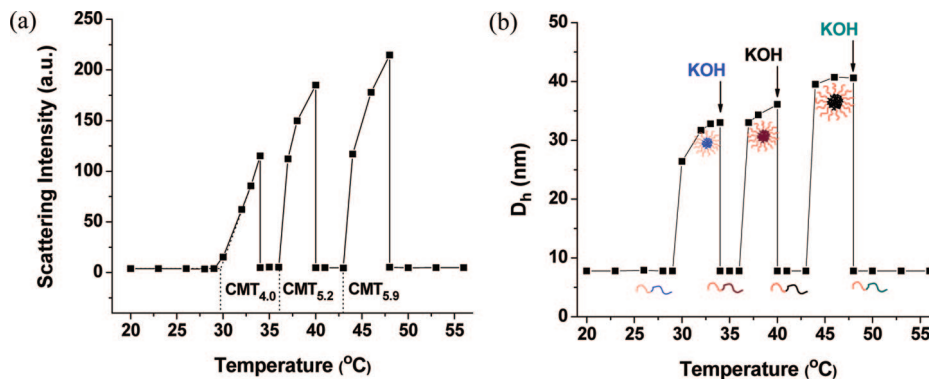 (a)
Scattering Intensity (a.u.)
250
200
150
100
50
0
CMT4.0
CMT5.2
CMT5.9
20 25 30 35 40 45 50 55
Temperature (°C)
(b)
Dh (nm)
50
40
30
20
10
0
KOH
KOH
KOH
20 25 30 35 40 45 50 55
Temperature (°C)